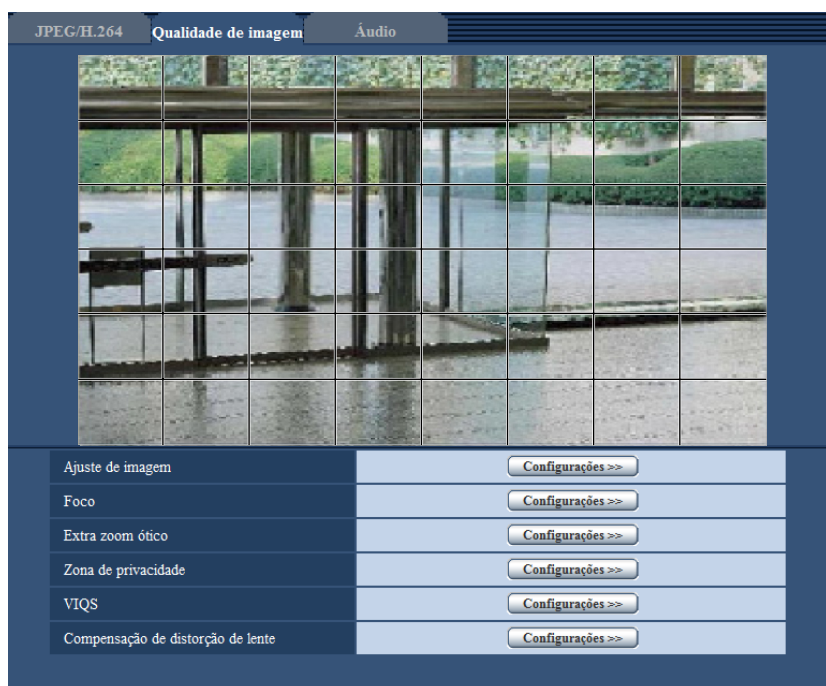 JPEG/H.264 Qualidade de imagem Áudio
Ajuste de imagem Configurações >>
Foco Configurações >>
Extra zoom ótico Configurações >>
Zona de privacidade Configurações >>
VIQS Configurações >>
Compensação de distorção de lente Configurações >>